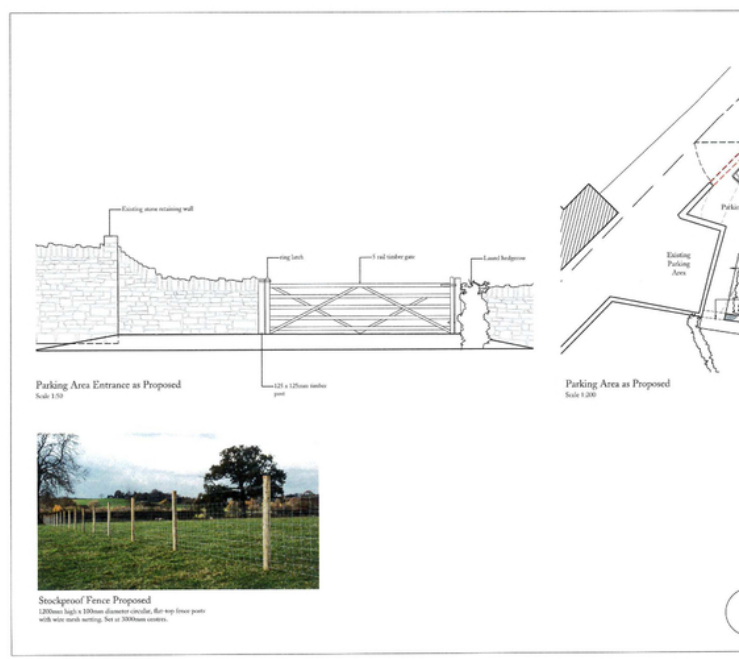 Existing stone retaining wall
ring latch
5 rail timber gate
Laurel hedgerow
125 x 125mm timber
post
Parking Area Entrance as Proposed
Scale 1:50
Existing
Parking
Area
Parking Area as Proposed
Scale 1:200
Stockproof Fence Proposed
1200mm high x 100mm diameter circular, flat top fence posts
with wire mesh netting. Set at 3000mm centres.